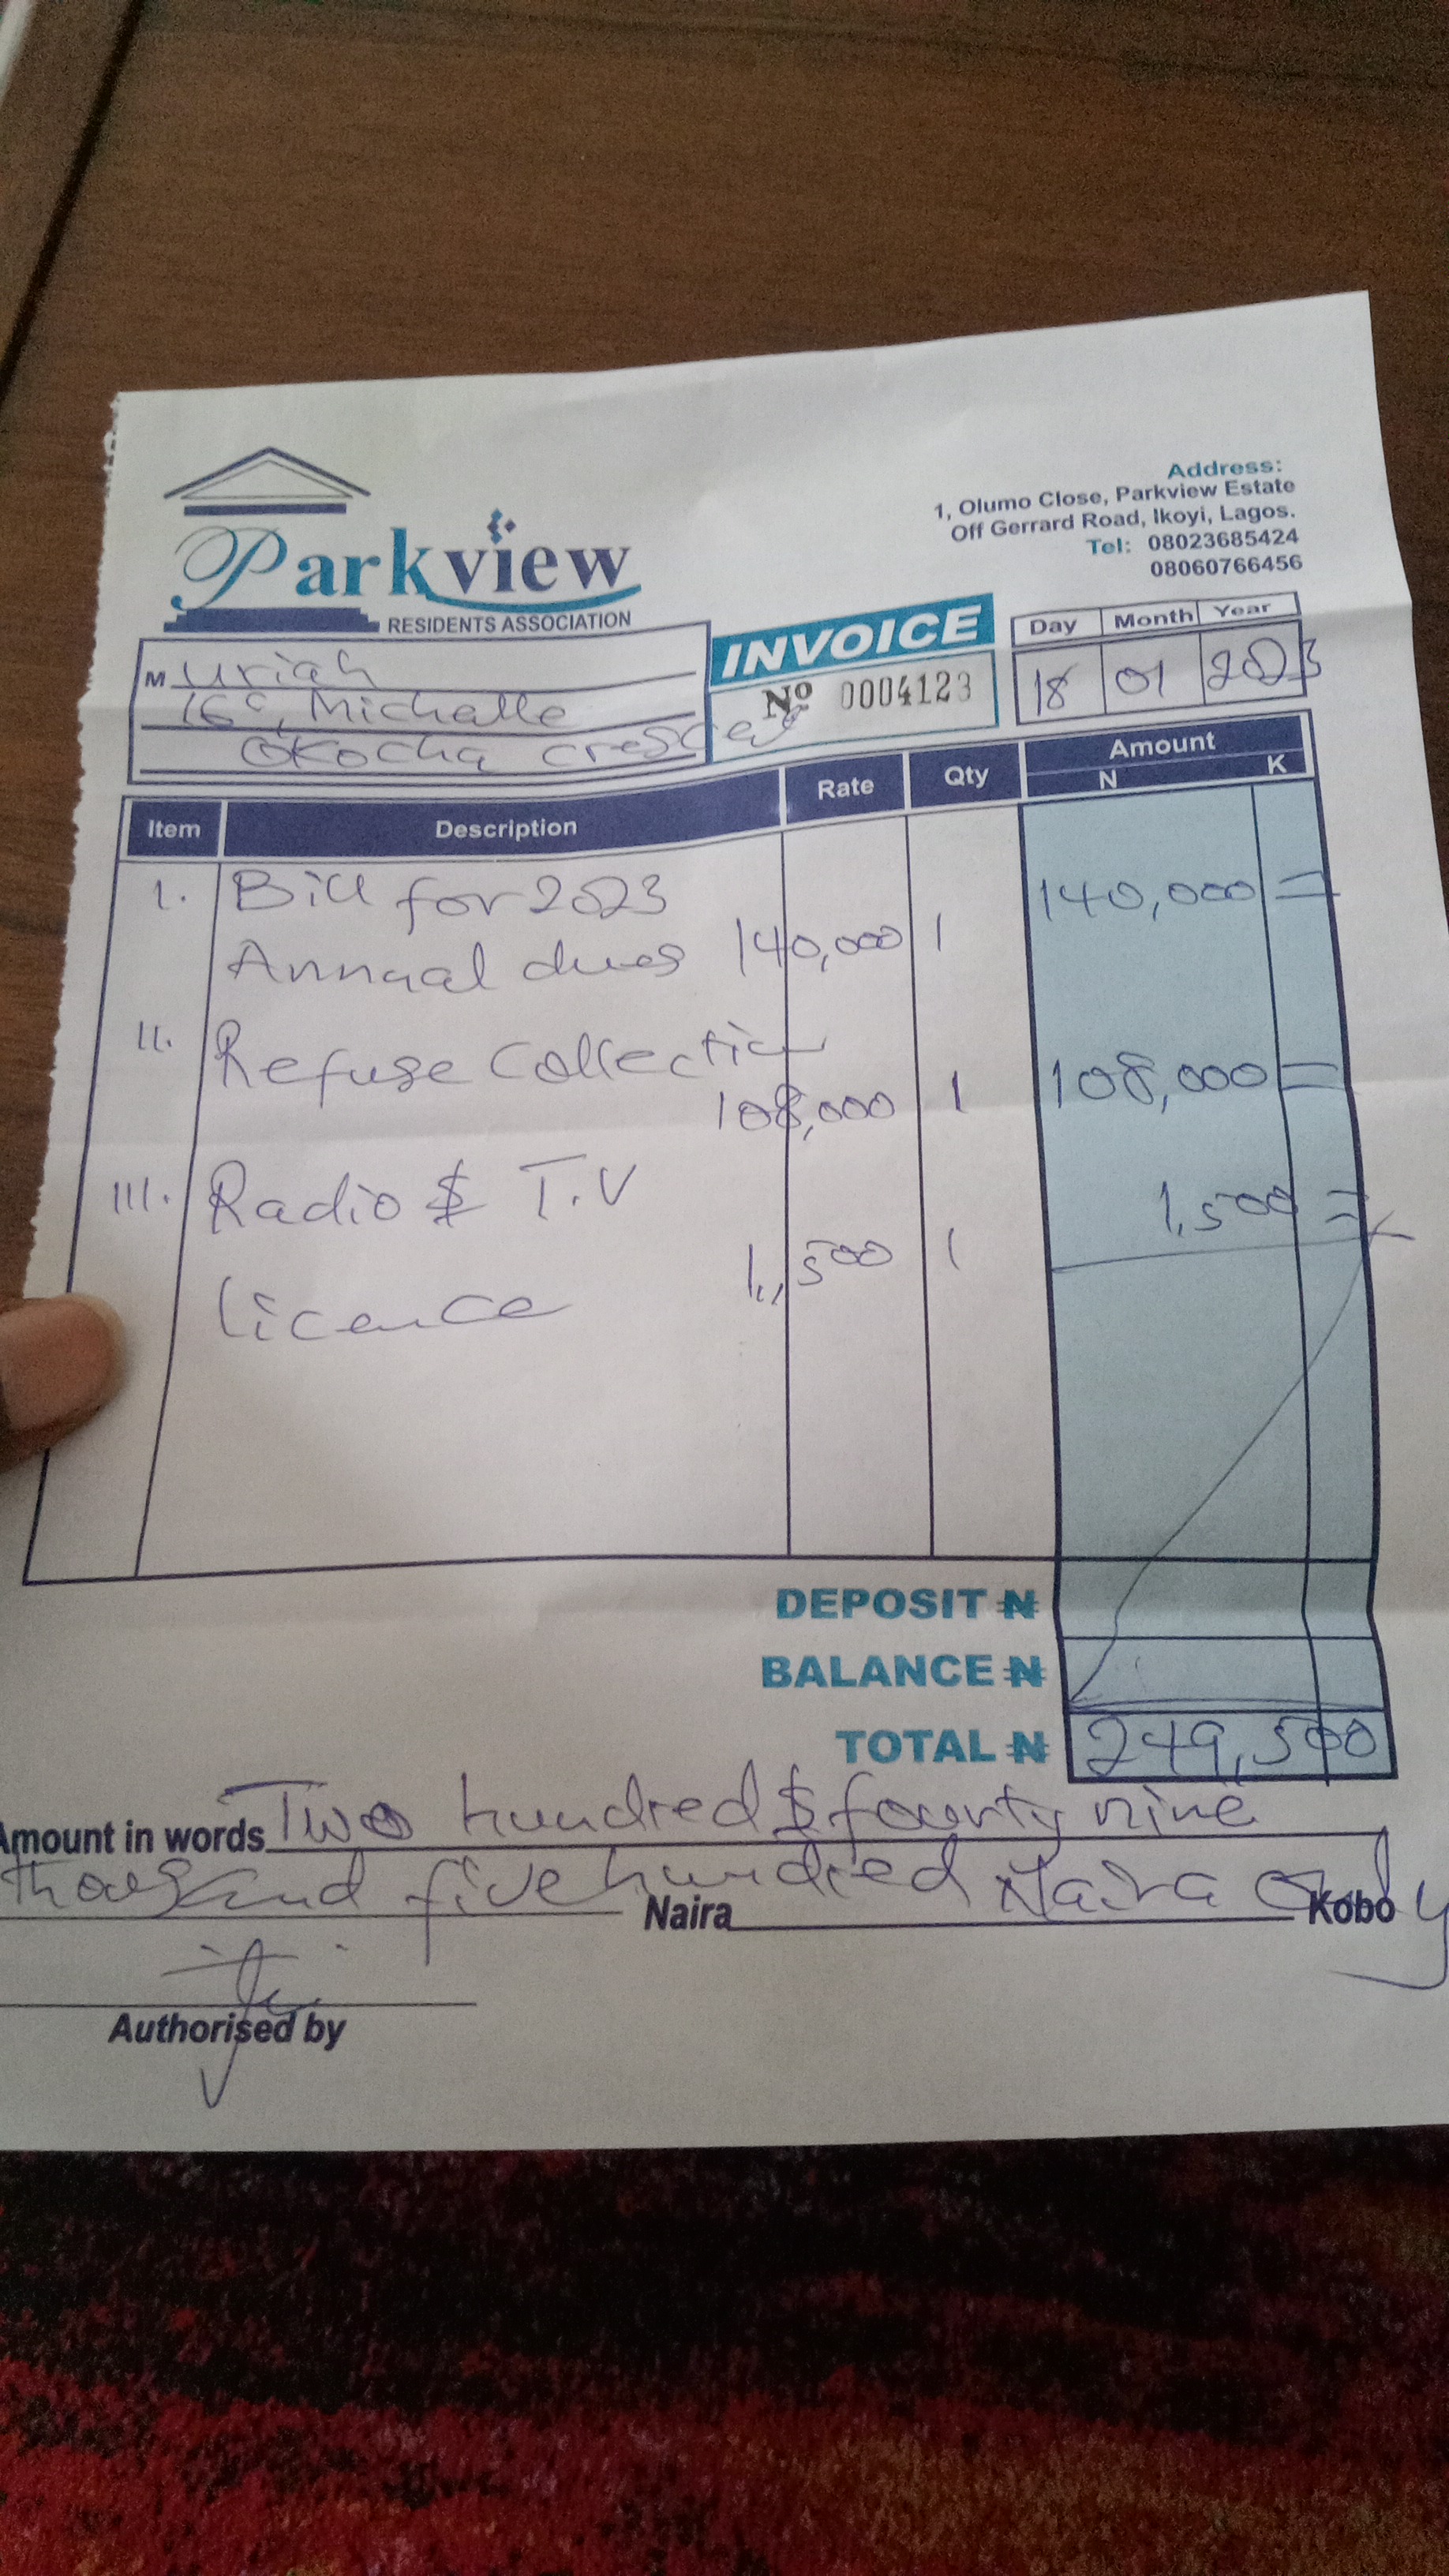 Parkview
RESIDENTS ASSOCIATION
Address:
1, Olumo Close, Parkview Estate
Off Gerrard Road, Ikoyi, Lagos.
Tel: 08023685424
08060766456
INVOICE
Nº 0004123
Day Month Year
18 01 2023
M Uriah
16c, Michelle
Okocha Crescent
Item Description Rate Qty Amount
N K
I. Bill for 2023 140,000 =
Annual dues 140,000 1
II. Refuse Collection 108,000 =
108,000 1
III. Radio & T.V 1,500 =
licence 1,500 1
DEPOSIT ₦
BALANCE ₦
TOTAL ₦ 249,500
Amount in words Two hundred & fourty nine
thousand five hundred Naira only
Naira Kobo
Authorised by